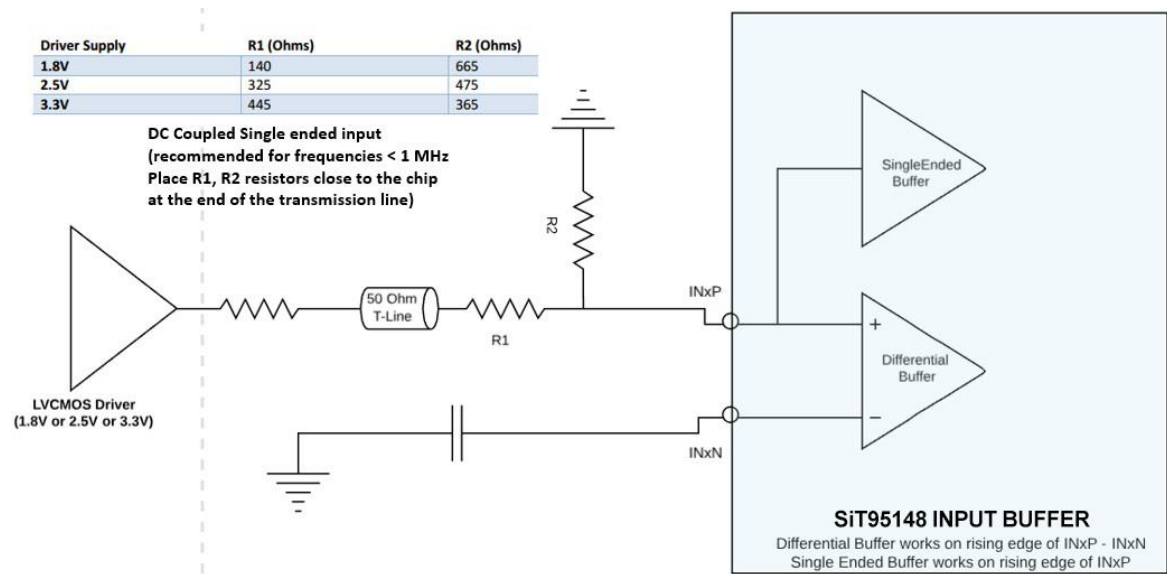 Driver Supply R1 (Ohms) R2 (Ohms)
1.8V 140 665
2.5V 325 475
3.3V 445 365
DC Coupled Single ended input
(recommended for frequencies < 1 MHz
Place R1, R2 resistors close to the chip
at the end of the transmission line)
SingleEnded
Buffer
R2
INxP
50 Ohm
T-Line
R1
+
Differential
Buffer
−
LVCMOS Driver
(1.8V or 2.5V or 3.3V)
INxN
SiT95148 INPUT BUFFER
Differential Buffer works on rising edge of INxP - INxN
Single Ended Buffer works on rising edge of INxP